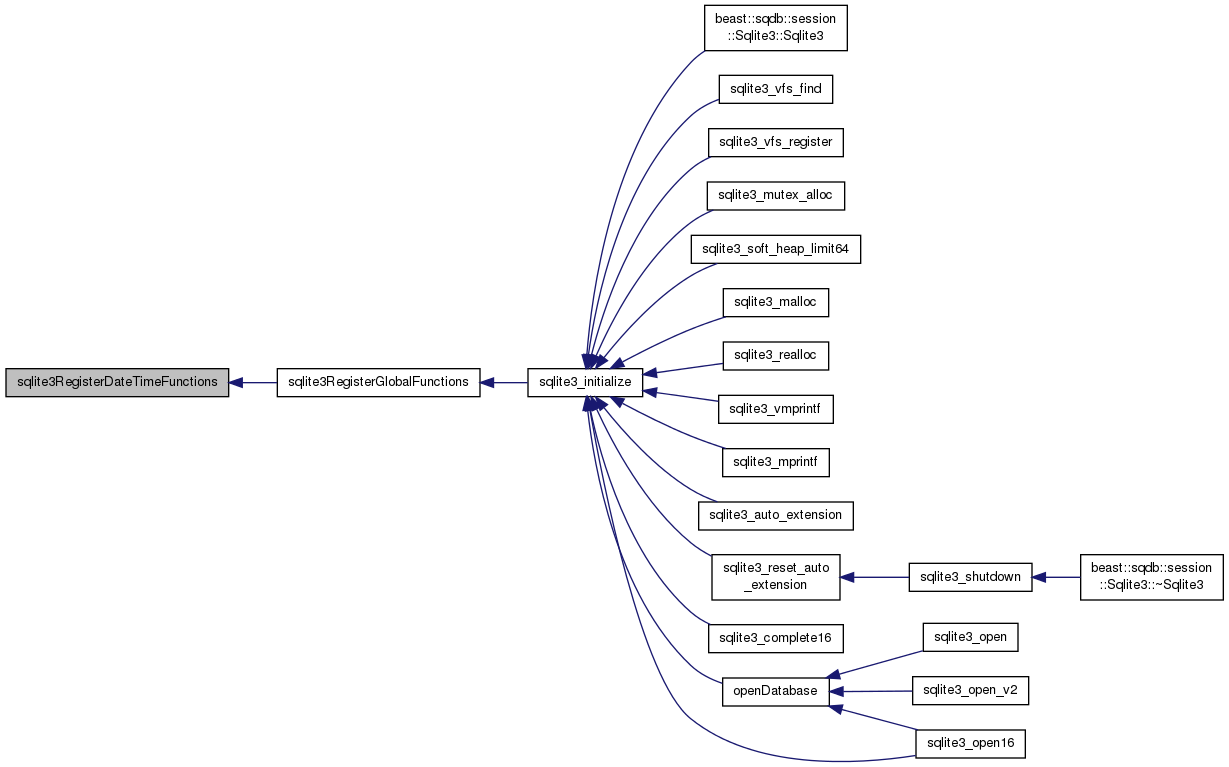 beast::sqdb::session
::Sqlite3::Sqlite3
sqlite3_vfs_find
sqlite3_vfs_register
sqlite3_mutex_alloc
sqlite3_soft_heap_limit64
sqlite3_malloc
sqlite3_realloc
sqlite3RegisterDateTimeFunctions
sqlite3RegisterGlobalFunctions
sqlite3_initialize
sqlite3_vmprintf
sqlite3_mprintf
sqlite3_auto_extension
sqlite3_reset_auto
_extension
sqlite3_shutdown
beast::sqdb::session
::Sqlite3::~Sqlite3
sqlite3_complete16
sqlite3_open
openDatabase
sqlite3_open_v2
sqlite3_open16